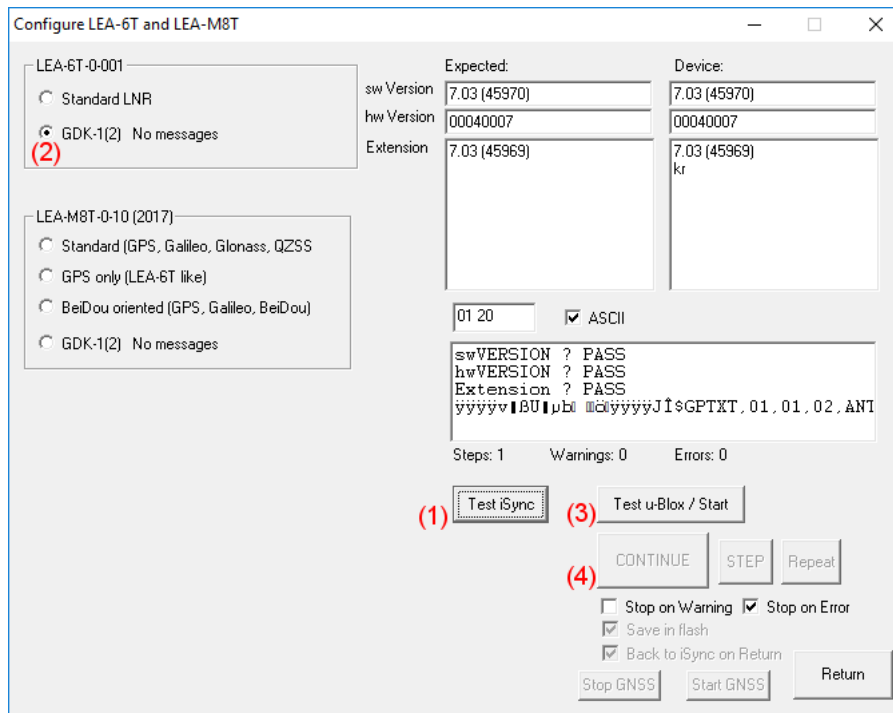 Configure LEA-6T and LEA-M8T
LEA-6T-0-001
Standard LNR
GDK-1(2) No messages
(2)
Expected:
Device:
sw Version
7.03 (45970)
7.03 (45970)
hw Version
00040007
00040007
Extension
7.03 (45969)
7.03 (45969)
kr
LEA-M8T-0-10 (2017)
Standard (GPS, Galileo, Glonass, QZSS
GPS only (LEA-6T like)
BeiDou oriented (GPS, Galileo, BeiDou)
GDK-1(2) No messages
01 20
ASCII
swVERSION ? PASS
hwVERSION ? PASS
Extension ? PASS
$GPTXT,01,01,02,ANT
Steps: 1 Warnings: 0 Errors: 0
(1)
Test iSync
(3)
Test u-Blox / Start
(4)
CONTINUE
STEP
Repeat
Stop on Warning
Stop on Error
Save in flash
Back to iSync on Return
Stop GNSS
Start GNSS
Return